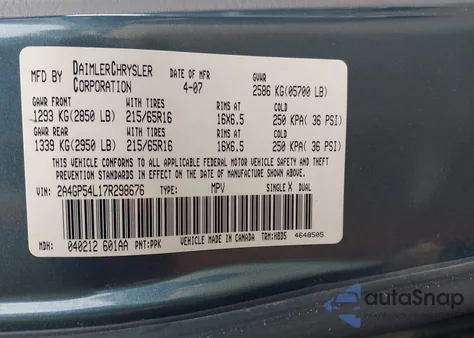 MFD BY DAIMLERCHRYSLER CORPORATION DATE OF MFR 4-07 GVWR 2586 KG(05700 LB)
GAWR FRONT WITH TIRES RIMS AT COLD
1293 KG(2850 LB) 215/65R16 16X6.5 250 KPA( 36 PSI)
GAWR REAR WITH TIRES RIMS AT COLD
1339 KG(2950 LB) 215/65R16 16X6.5 250 KPA( 36 PSI)
THIS VEHICLE CONFORMS TO ALL APPLICABLE FEDERAL MOTOR VEHICLE SAFETY, BUMPER, AND
THEFT PREVENTION STANDARDS IN EFFECT ON THE DATE OF MANUFACTURE SHOWN ABOVE.
VIN: 2A4GP54L17R298676 TYPE: MPV SINGLE X DUAL
VEHICLE MADE IN CANADA 4648505
MDH: 040212 601AA PNT:PPK TRM:H8D5
autoSnap